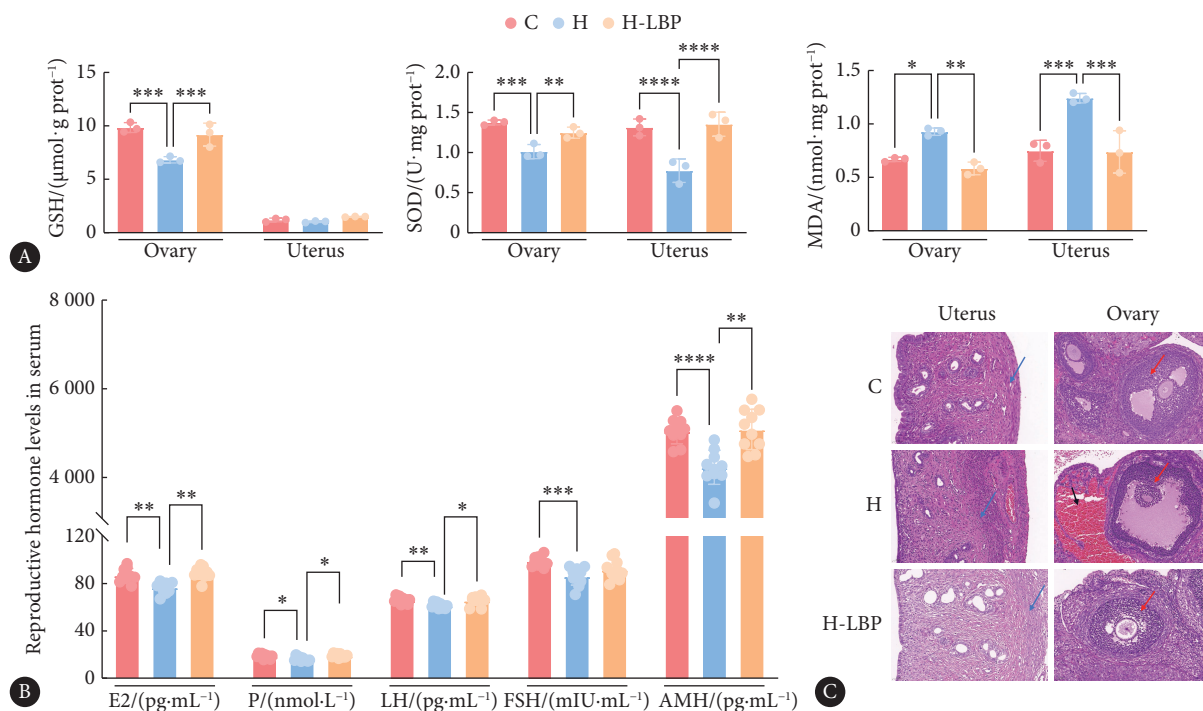 C H H-LBP
GSH/(μmol·g prot⁻¹)
15
10
5
0
*** ***
Ovary Uterus
SOD/(U·mg prot⁻¹)
2.0
1.5
1.0
0.5
0
*** ** **** ****
Ovary Uterus
MDA/(nmol·mg prot⁻¹)
1.5
1.0
0.5
0
* ** *** ***
Ovary Uterus
A
Reproductive hormone levels in serum
8 000
6 000
4 000
120
80
40
0
** **
* *
** *
***
**** **
E2/(pg·mL⁻¹) P/(nmol·L⁻¹) LH/(pg·mL⁻¹) FSH/(mIU·mL⁻¹) AMH/(pg·mL⁻¹)
B
Uterus Ovary
C
H
H-LBP
C